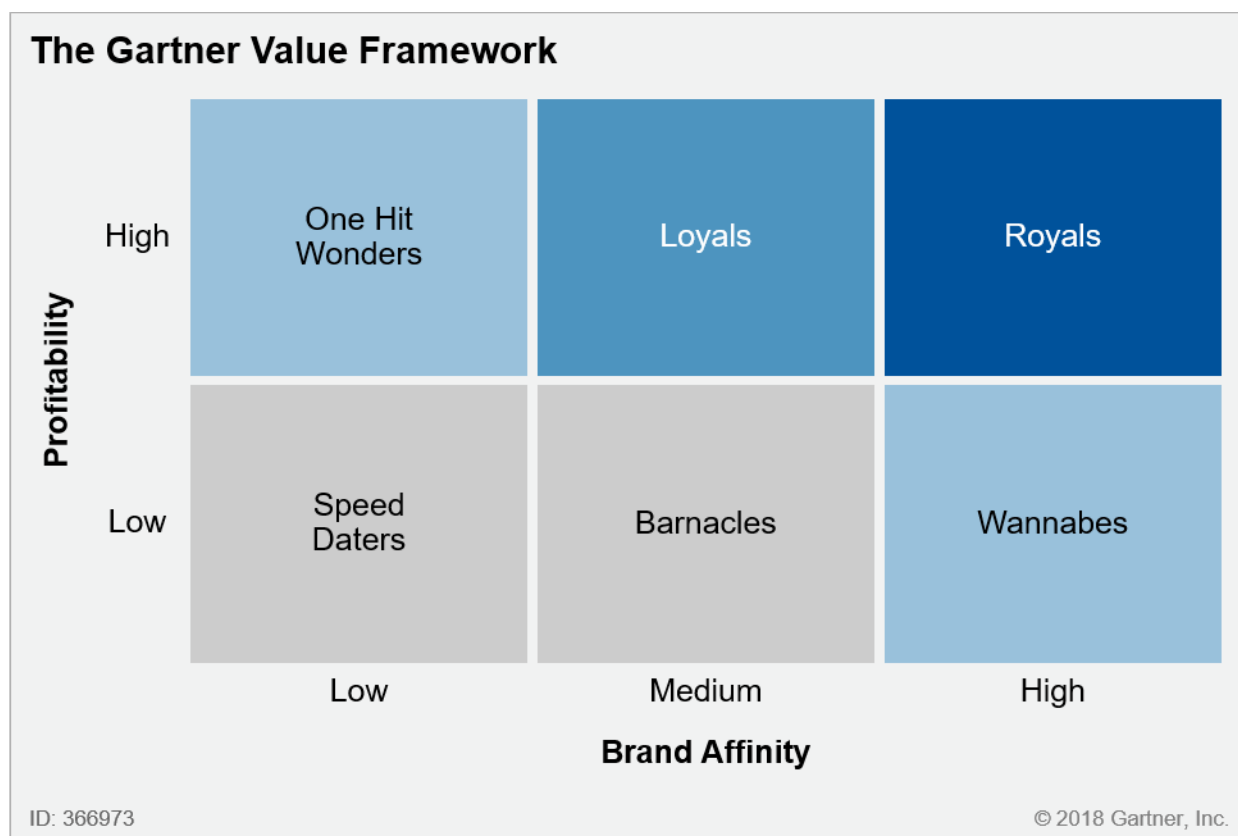 The Gartner Value Framework
High
One Hit
Wonders
Loyals
Royals
Profitability
Low
Speed
Daters
Barnacles
Wannabes
Low
Medium
High
Brand Affinity
ID: 366973
© 2018 Gartner, Inc.